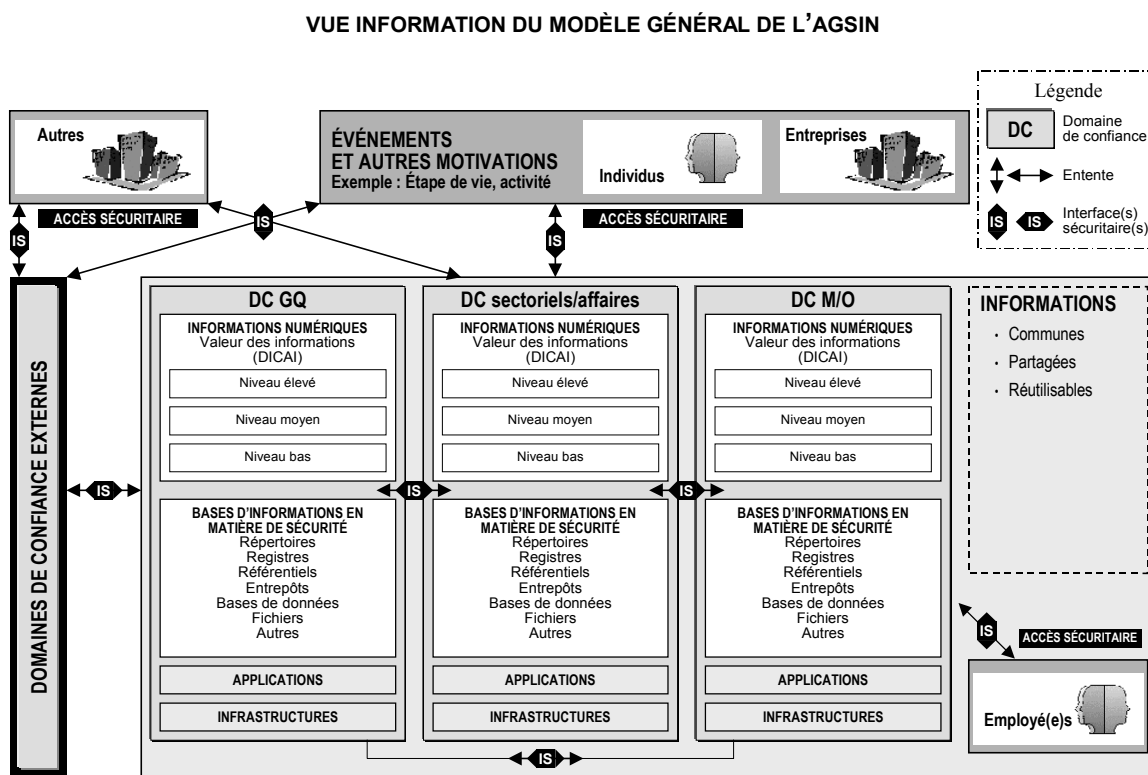 VUE INFORMATION DU MODÈLE GÉNÉRAL DE L'AGSIN
Légende
DC
Domaine
de confiance
Entente
IS
IS
Interface(s)
sécuritaire(s)
Autres
ÉVÉNEMENTS
ET AUTRES MOTIVATIONS
Exemple : Étape de vie, activité
Individus
Entreprises
ACCÈS SÉCURITAIRE
ACCÈS SÉCURITAIRE
IS
IS
IS
DOMAINES DE CONFIANCE EXTERNES
IS
DC GQ
INFORMATIONS NUMÉRIQUES
Valeur des informations
(DICAI)
Niveau élevé
Niveau moyen
Niveau bas
BASES D'INFORMATIONS EN
MATIÈRE DE SÉCURITÉ
Répertoires
Registres
Référentiels
Entrepôts
Bases de données
Fichiers
Autres
APPLICATIONS
INFRASTRUCTURES
IS
DC sectoriels/affaires
INFORMATIONS NUMÉRIQUES
Valeur des informations
(DICAI)
Niveau élevé
Niveau moyen
Niveau bas
BASES D'INFORMATIONS EN
MATIÈRE DE SÉCURITÉ
Répertoires
Registres
Référentiels
Entrepôts
Bases de données
Fichiers
Autres
APPLICATIONS
INFRASTRUCTURES
IS
DC M/O
INFORMATIONS NUMÉRIQUES
Valeur des informations
(DICAI)
Niveau élevé
Niveau moyen
Niveau bas
BASES D'INFORMATIONS EN
MATIÈRE DE SÉCURITÉ
Répertoires
Registres
Référentiels
Entrepôts
Bases de données
Fichiers
Autres
APPLICATIONS
INFRASTRUCTURES
IS
INFORMATIONS
• Communes
• Partagées
• Réutilisables
IS
ACCÈS SÉCURITAIRE
Employé(e)s